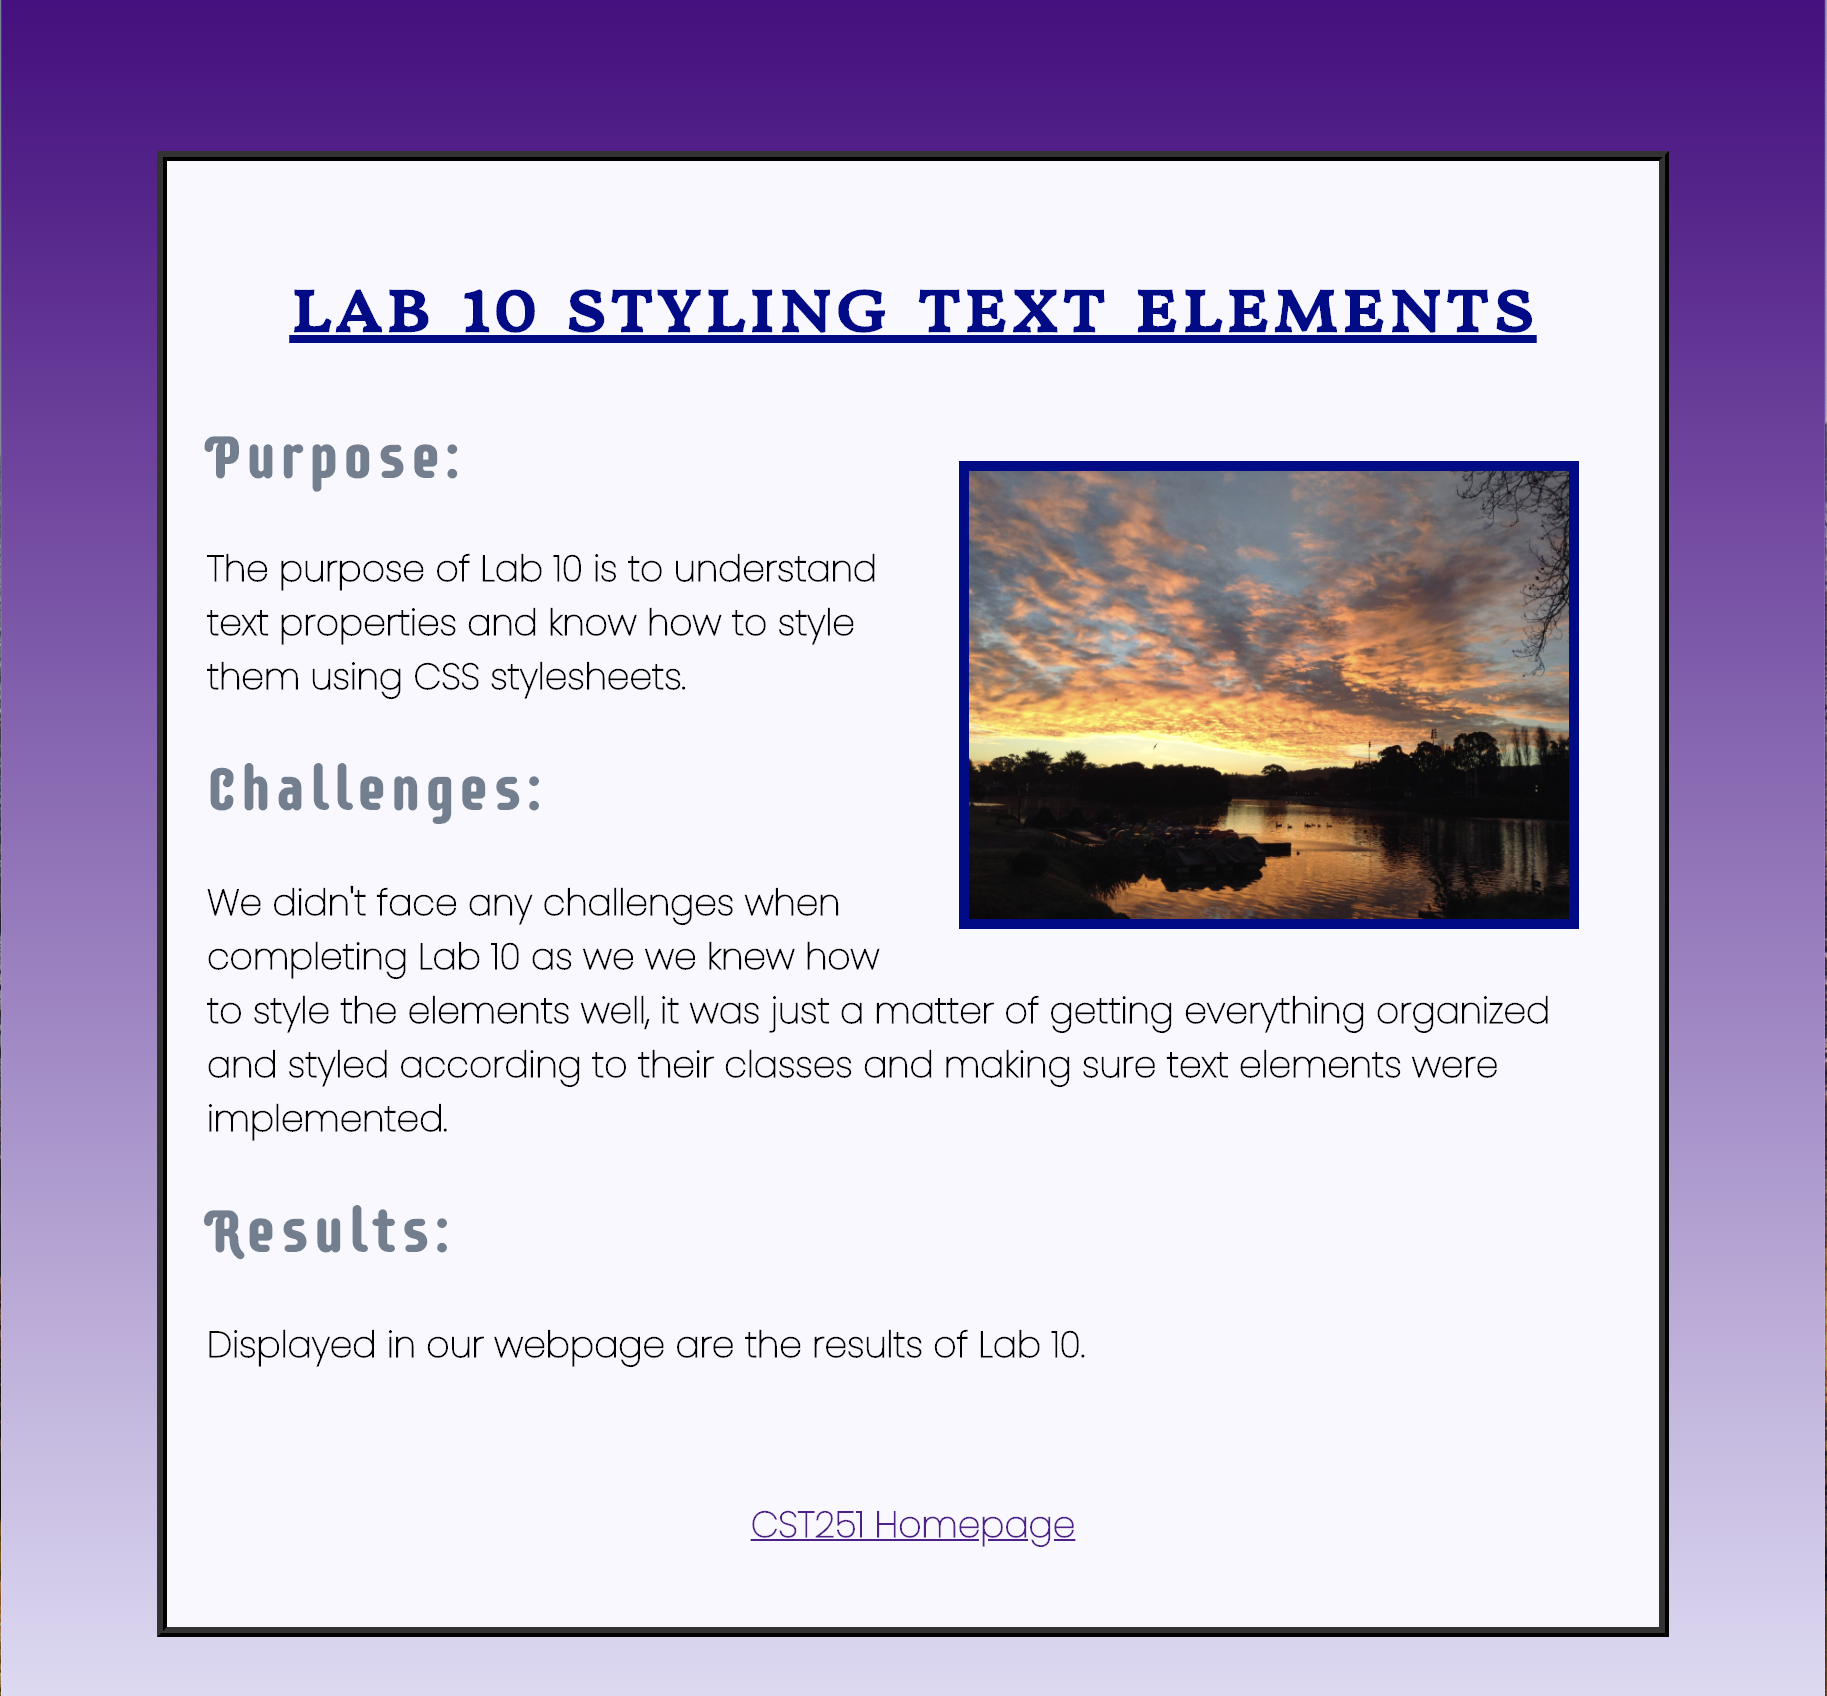 LAB 10 STYLING TEXT ELEMENTS
Purpose:
The purpose of Lab 10 is to understand
text properties and know how to style
them using CSS stylesheets.
Challenges:
We didn't face any challenges when
completing Lab 10 as we we knew how
to style the elements well, it was just a matter of getting everything organized
and styled according to their classes and making sure text elements were
implemented.
Results:
Displayed in our webpage are the results of Lab 10.
CST251 Homepage